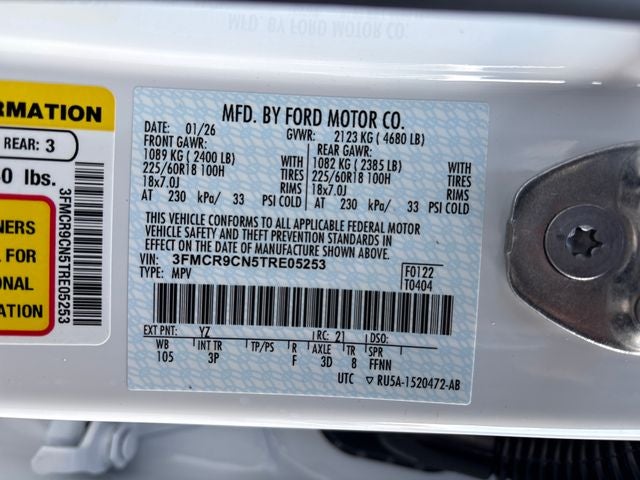 MFD. BY FORD MOTOR CO.
ORMATION
REAR: 3
0 lbs.
NERS
L FOR
ONAL
ATION
3FMCR9CN5TRE05253
MFD. BY FORD MOTOR CO.
DATE: 01/26 GVWR: 2123 KG ( 4680 LB)
FRONT GAWR: REAR GAWR:
1089 KG ( 2400 LB) WITH 1082 KG ( 2385 LB) WITH
225/60R18 100H TIRES 225/60R18 100H TIRES
18x7.0J RIMS 18x7.0J RIMS
AT 230 kPa/ 33 PSI COLD AT 230 kPa/ 33 PSI COLD
THIS VEHICLE CONFORMS TO ALL APPLICABLE FEDERAL MOTOR
VEHICLE SAFETY AND THEFT PREVENTION STANDARDS IN
EFFECT ON THE DATE OF MANUFACTURE SHOWN ABOVE.
VIN: 3FMCR9CN5TRE05253
TYPE: MPV F0122
T0404
EXT PNT: YZ RC: 21 DSO:
WB INT TR TP/PS R AXLE TR SPR
105 3P F 3D 8 FFNN
UTC ▽ RU5A-1520472-AB